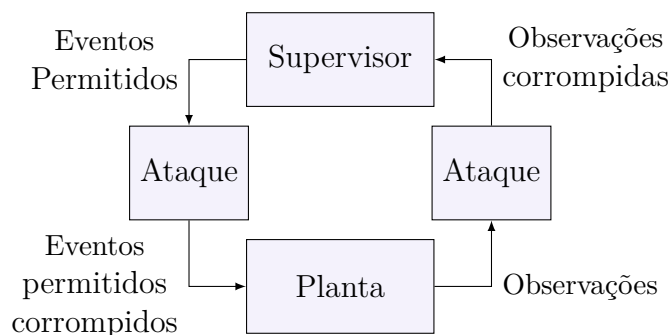 Eventos
Permitidos
Supervisor
Observações
corrompidas
Ataque
Ataque
Eventos
permitidos
corrompidos
Planta
Observações